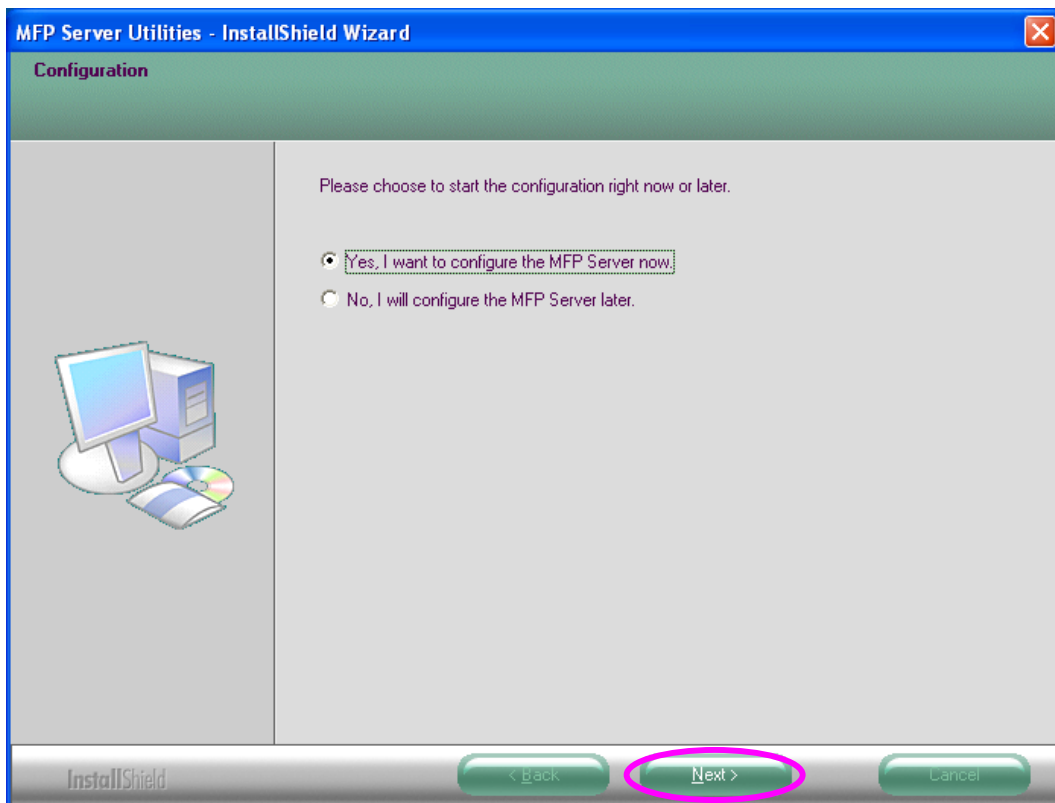 MFP Server Utilities - InstallShield Wizard
Configuration
Please choose to start the configuration right now or later.
Yes, I want to configure the MFP Server now.
No, I will configure the MFP Server later.
InstallShield
< Back
Next >
Cancel